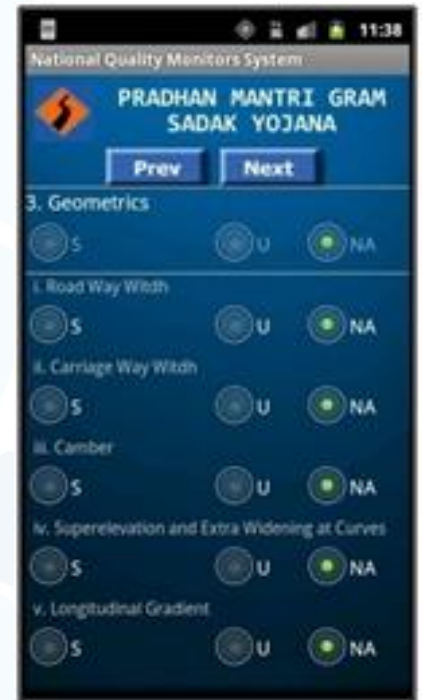 11:38
National Quality Monitors System
PRADHAN MANTRI GRAM
SADAK YOJANA
Prev Next
3. Geometrics
S U NA
i. Road Way Witdh
S U NA
ii. Carriage Way Witdh
S U NA
iii. Camber
S U NA
iv. Superelevation and Extra Widening at Curves
S U NA
v. Longitudinal Gradient
S U NA